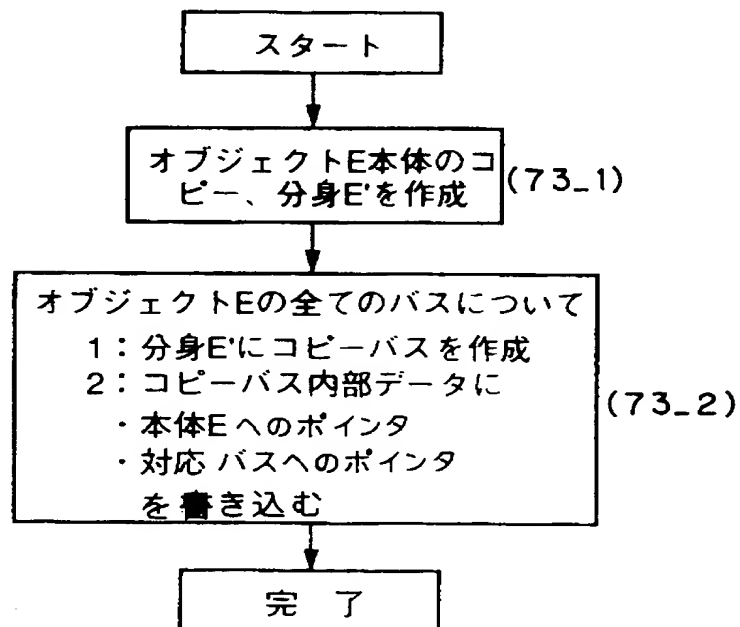 スタート
オブジェクトE本体のコ
ピー、分身E'を作成
(73_1)
オブジェクトEの全てのバスについて
1：分身E'にコピーバスを作成
2：コピーバス内部データに
・本体Eへのポインタ
・対応バスへのポインタ
を書き込む
(73_2)
完 了